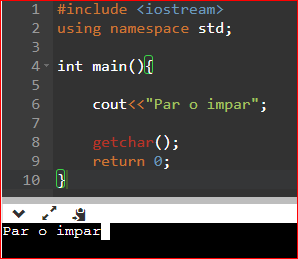 1 #include <iostream>
2 using namespace std;
3
4 int main(){
5
6 cout<<"Par o impar";
7
8 getchar();
9 return 0;
10 }
Par o impar